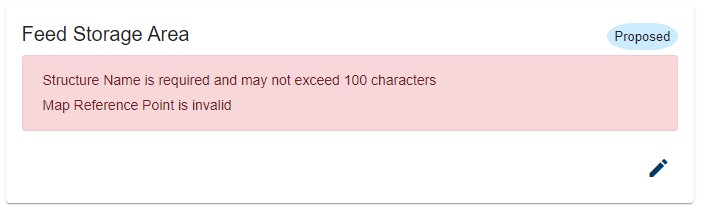 Feed Storage Area
Proposed
Structure Name is required and may not exceed 100 characters
Map Reference Point is invalid